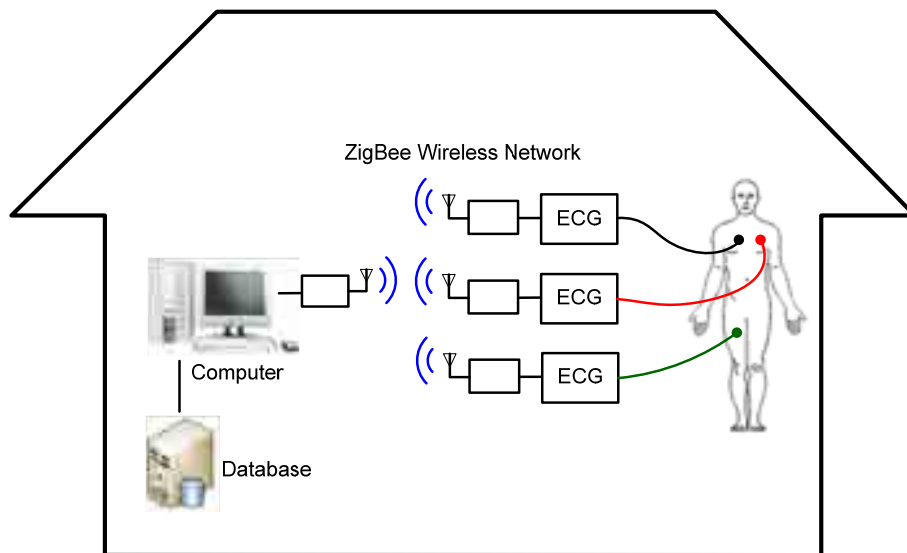 ZigBee Wireless Network
ECG
ECG
ECG
Computer
Database